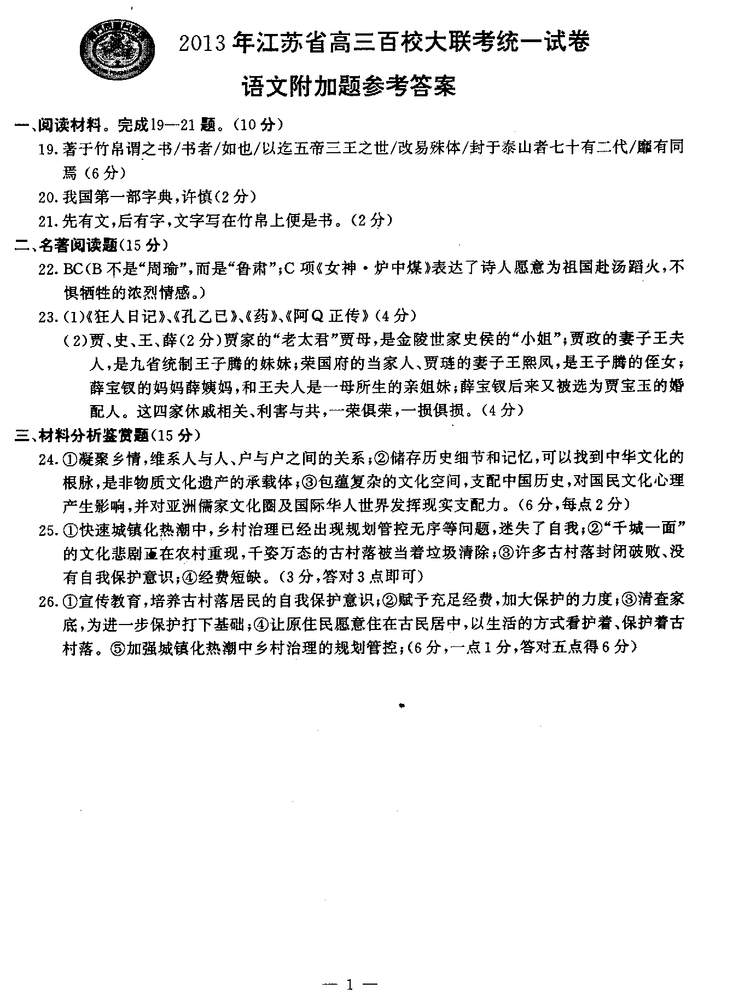 2013年江苏省高三百校大联考统一试卷
语文附加题参考答案
一、阅读材料。完成19—21题。(10分)
19.著于竹帛谓之书/书者/如也/以迄五帝三王之世/改易殊体/封于泰山者七十有二代/靡有同
焉(6分)
20.我国第一部字典,许慎(2分)
21.先有文,后有字,文字写在竹帛上便是书。(2分)
二、名著阅读题(15分)
22.BC(B不是“周瑜”,而是“鲁肃”;C项《女神·炉中煤》表达了诗人愿意为祖国赴汤蹈火,不
惧牺牲的浓烈情感。)
23.(1)《狂人日记》、《孔乙己》、《药》、《阿Q正传》(4分)
(2)贾、史、王、薛(2分)贾家的“老太君”贾母,是金陵世家史侯的“小姐”;贾政的妻子王夫
人,是九省统制王子腾的妹妹;荣国府的当家人、贾琏的妻子王熙凤,是王子腾的侄女;
薛宝钗的妈妈薛姨妈,和王夫人是一母所生的亲姐妹;薛宝钗后来又被选为贾宝玉的婚
配人。这四家休戚相关、利害与共,一荣俱荣,一损俱损。(4分)
三、材料分析鉴赏题(15分)
24.①凝聚乡情,维系人与人、户与户之间的关系;②储存历史细节和记忆,可以找到中华文化的
根脉,是非物质文化遗产的承载体;③包蕴复杂的文化空间,支配中国历史,对国民文化心理
产生影响,并对亚洲儒家文化圈及国际华人世界发挥现实支配力。(6分,每点2分)
25.①快速城镇化热潮中,乡村治理已经出现规划管控无序等问题,迷失了自我;②“千城一面”
的文化悲剧正在农村重现,千姿万态的古村落被当着垃圾清除;③许多古村落封闭破败、没
有自我保护意识;④经费短缺。(3分,答对3点即可)
26.①宣传教育,培养古村落居民的自我保护意识;②赋予充足经费,加大保护的力度;③清查家
底,为进一步保护打下基础;④让原住民愿意住在古民居中,以生活的方式看护着、保护着古
村落。⑤加强城镇化热潮中乡村治理的规划管控;(6分,一点1分,答对五点得6分)
— 1 —